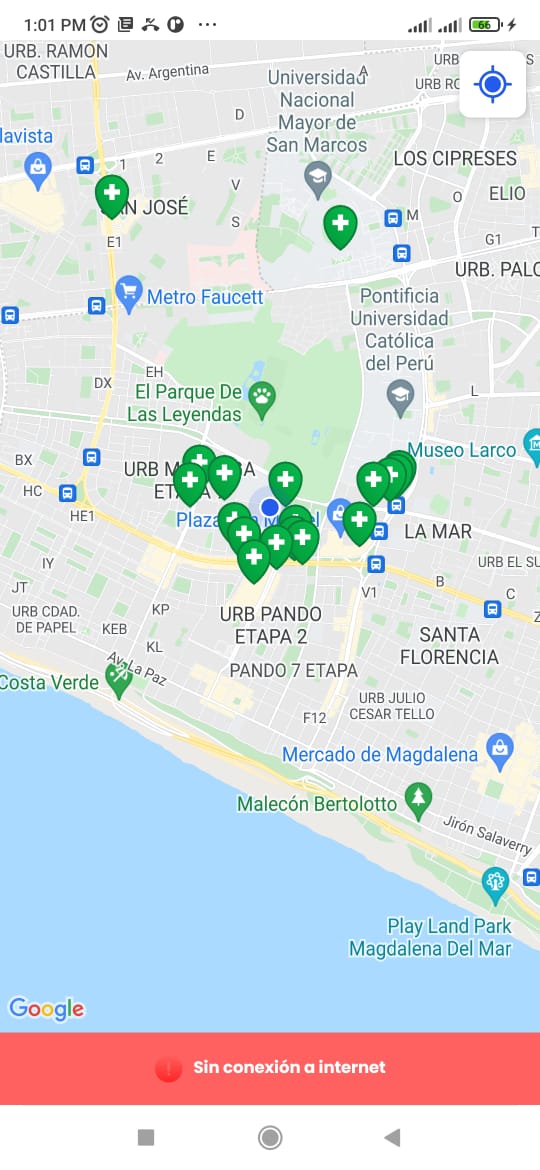 1:01 PM
66
URB. RAMON
CASTILLA
Av. Argentina
Universidad
Nacional
Mayor de
San Marcos
A
URB
S
URB RO
D
lavista
1
2
E
LOS CIPRESES
V
O
ELIO
SAN JOSÉ
S
M
E1
G1
T
URB. PALO
Metro Faucett
Pontificia
Universidad
Católica
del Perú
EH
DX
El Parque De
Las Leyendas
L
BX
Museo Larco
M
URB M
SA
HC
ETA
HE1
Plaza
el
LA MAR
IY
URB EL SU
JT
B
C
V1
Z
URB CDAD.
DE PAPEL
KP
KEB
URB PANDO
ETAPA 2
KL
SANTA
FLORENCIA
Av. La Paz
PANDO 7 ETAPA
Costa Verde
URB JULIO
CESAR TELLO
F12
Mercado de Magdalena
Malecón Bertolotto
Jirón Salaverry
Play Land Park
Magdalena Del Mar
Google
Sin conexión a internet